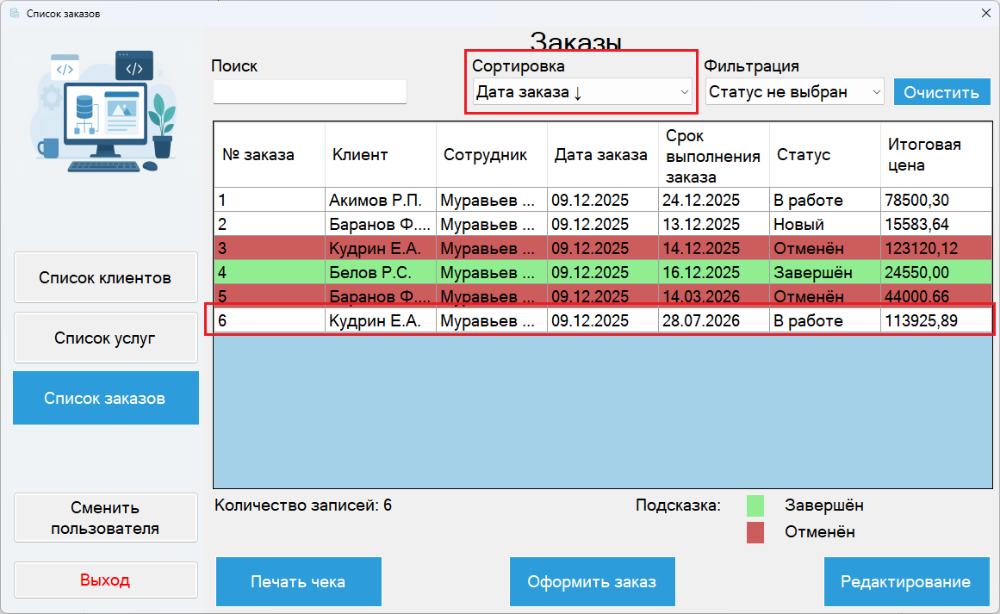 Список заказов
Заказы
Поиск
Сортировка
Фильтрация
Дата заказа ↓
Статус не выбран
Очистить
</>
</>
№ заказа Клиент Сотрудник Дата заказа Срок выполнения заказа Статус Итоговая цена
1 Акимов Р.П. Муравьев ... 09.12.2025 24.12.2025 В работе 78500,30
2 Баранов Ф.... Муравьев ... 09.12.2025 13.12.2025 Новый 15583,64
3 Кудрин Е.А. Муравьев ... 09.12.2025 14.12.2025 Отменён 123120,12
4 Белов Р.С. Муравьев ... 09.12.2025 16.12.2025 Завершён 24550,00
5 Баранов Ф.... Муравьев ... 09.12.2025 14.03.2026 Отменён 44000,66
6 Кудрин Е.А. Муравьев ... 09.12.2025 28.07.2026 В работе 113925,89
Список клиентов
Список услуг
Список заказов
Сменить
пользователя
Выход
Количество записей: 6
Подсказка:
Завершён
Отменён
Печать чека
Оформить заказ
Редактирование